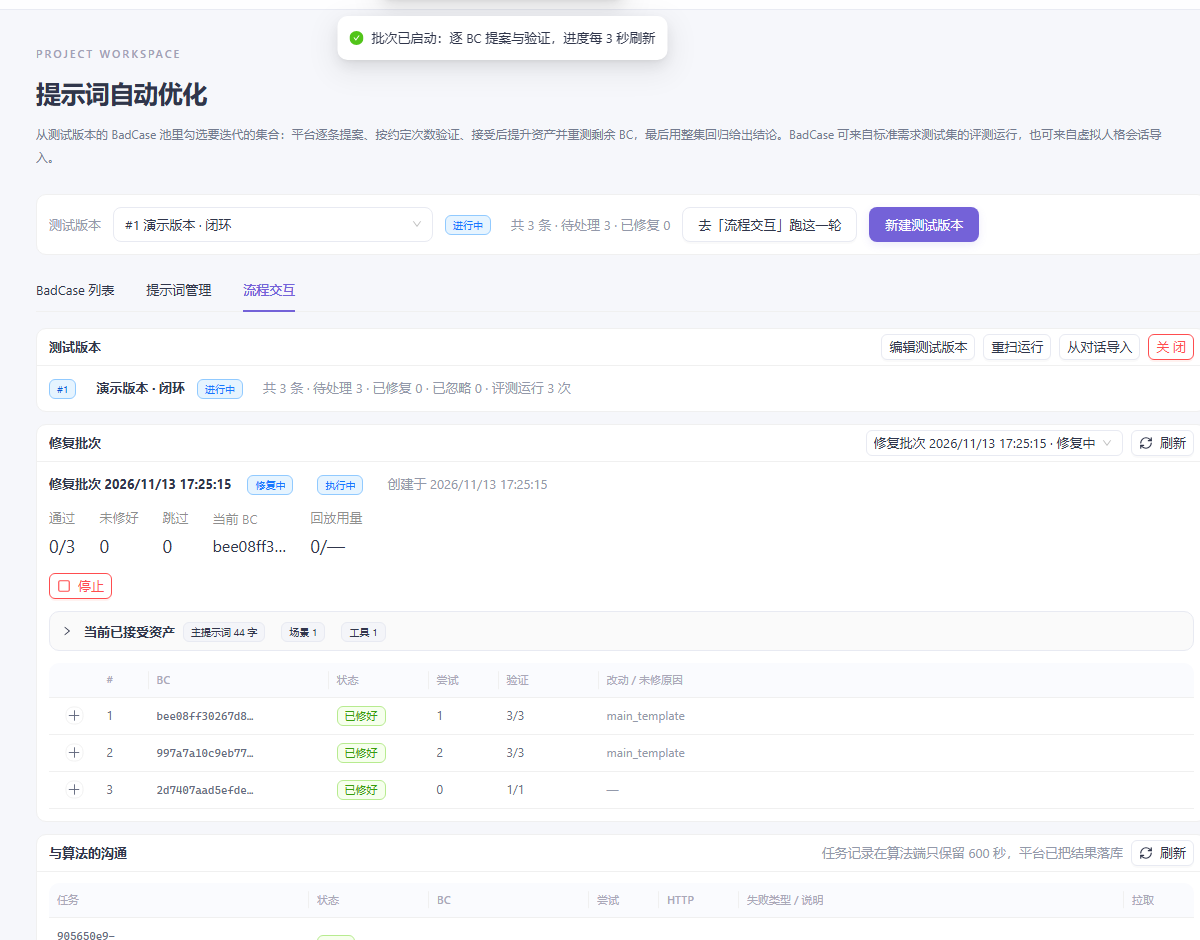 批次已启动：逐 BC 提案与验证，进度每 3 秒刷新
PROJECT WORKSPACE
提示词自动优化
从测试版本的 BadCase 池里勾选要迭代的集合：平台逐条提案、按约定次数验证、接受后提升资产并重测剩余 BC，最后用整集回归给出结论。BadCase 可来自标准需求测试集的评测运行，也可来自虚拟人格会话导
入。
测试版本 #1 演示版本 · 闭环 进行中 共 3 条 · 待处理 3 · 已修复 0 去「流程交互」跑这一轮 新建测试版本
BadCase 列表 提示词管理 流程交互
测试版本 编辑测试版本 重扫运行 从对话导入 关 闭
#1 演示版本 · 闭环 进行中 共 3 条 · 待处理 3 · 已修复 0 · 已忽略 0 · 评测运行 3 次
修复批次 修复批次 2026/11/13 17:25:15 · 修复中 刷新
修复批次 2026/11/13 17:25:15 修复中 执行中 创建于 2026/11/13 17:25:15
通过 未修好 跳过 当前 BC 回放用量
0/3 0 0 bee08ff3... 0/—
停止
当前已接受资产 主提示词 44 字 场景 1 工具 1
# BC 状态 尝试 验证 改动 / 未修原因
1 bee08ff30267d8… 已修好 1 3/3 main_template
2 997a7a10c9eb77… 已修好 2 3/3 main_template
3 2d7407aad5efde… 已修好 0 1/1 —
与算法的沟通 任务记录在算法端只保留 600 秒，平台已把结果落库 刷新
任务 状态 BC 尝试 HTTP 失败类型 / 说明 拉取
905650e9-